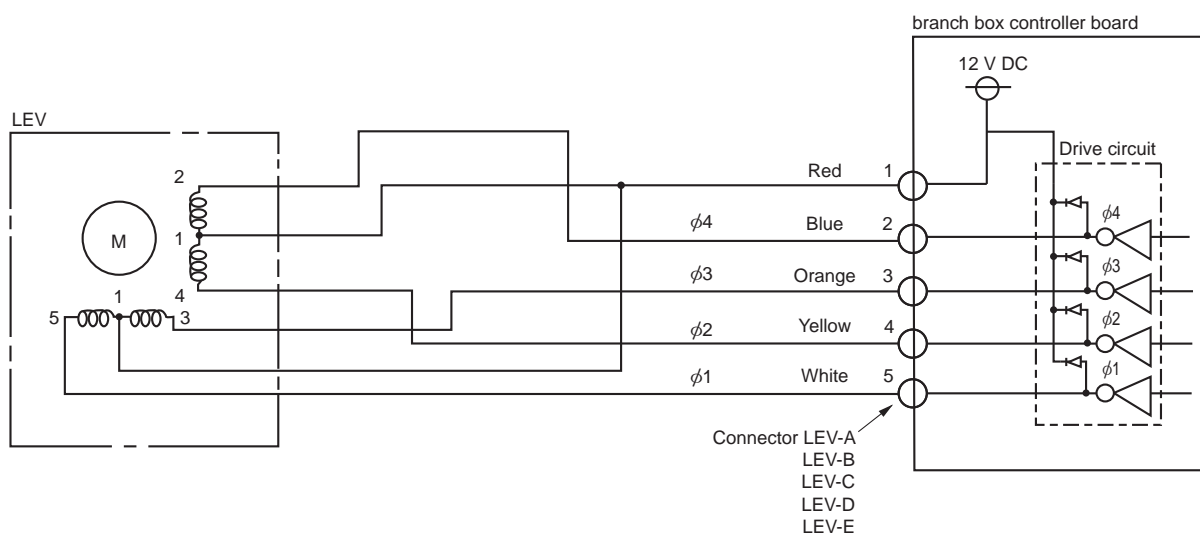 branch box controller board
12 V DC
LEV
Drive circuit
2
Red
1
ϕ4
ϕ4
Blue
2
M
1
ϕ3
ϕ3
Orange
3
1
4
5
3
ϕ2
ϕ2
Yellow
4
ϕ1
ϕ1
White
5
Connector LEV-A
LEV-B
LEV-C
LEV-D
LEV-E